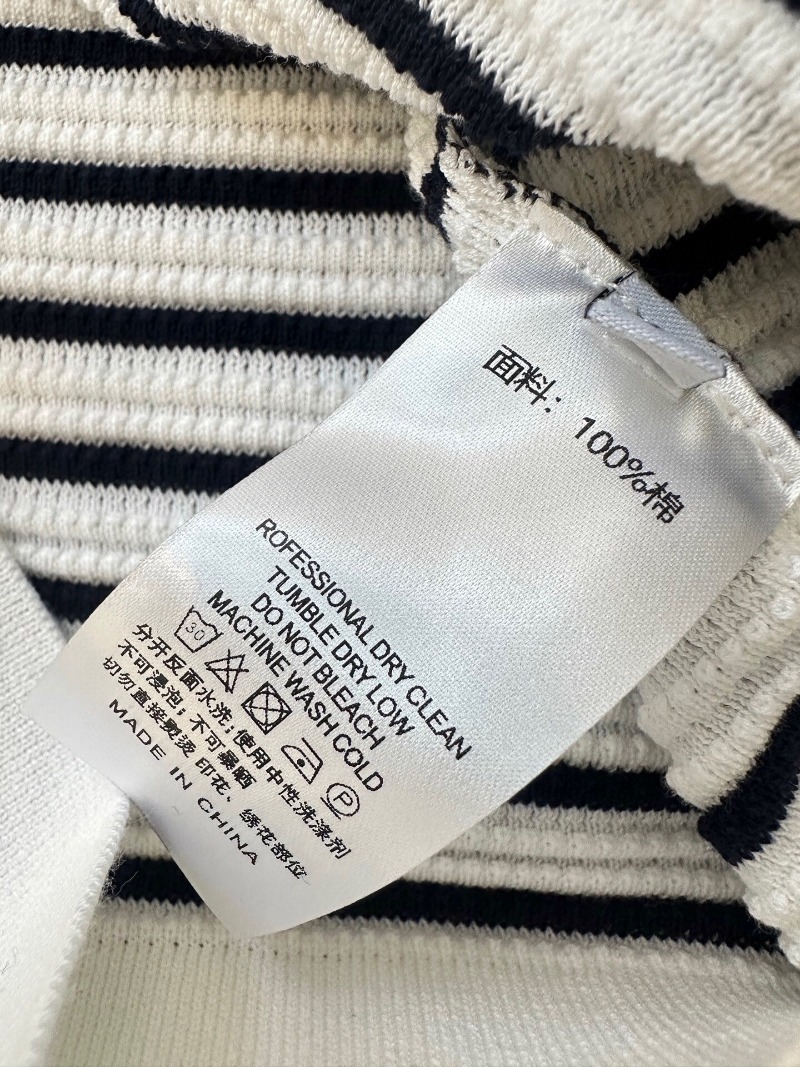 面料：100%棉
ROFESSIONAL DRY CLEAN
TUMBLE DRY LOW
DO NOT BLEACH
MACHINE WASH COLD
30 P
分开反面水洗；使用中性洗涤剂
不可浸泡；不可暴晒
切勿直接熨烫印花、绣花部位
MADE IN CHINA